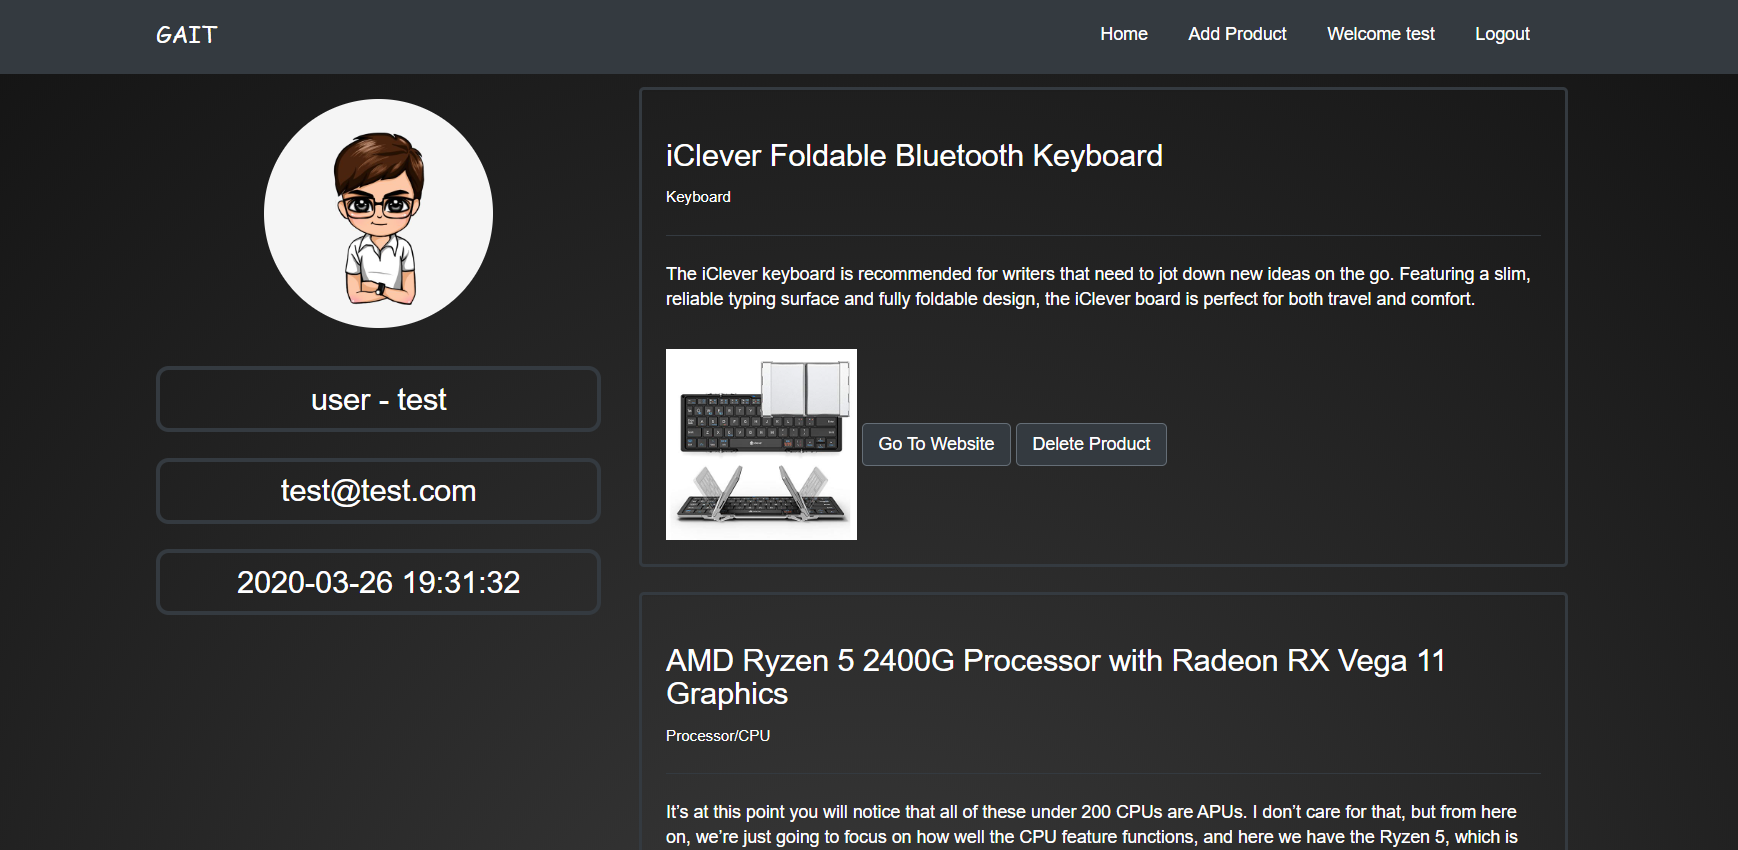 GAIT
Home
Add Product
Welcome test
Logout
user - test
test@test.com
2020-03-26 19:31:32
iClever Foldable Bluetooth Keyboard
Keyboard
The iClever keyboard is recommended for writers that need to jot down new ideas on the go. Featuring a slim,
reliable typing surface and fully foldable design, the iClever board is perfect for both travel and comfort.
Go To Website
Delete Product
AMD Ryzen 5 2400G Processor with Radeon RX Vega 11
Graphics
Processor/CPU
It’s at this point you will notice that all of these under 200 CPUs are APUs. I don’t care for that, but from here
on, we’re just going to focus on how well the CPU feature functions, and here we have the Ryzen 5, which is